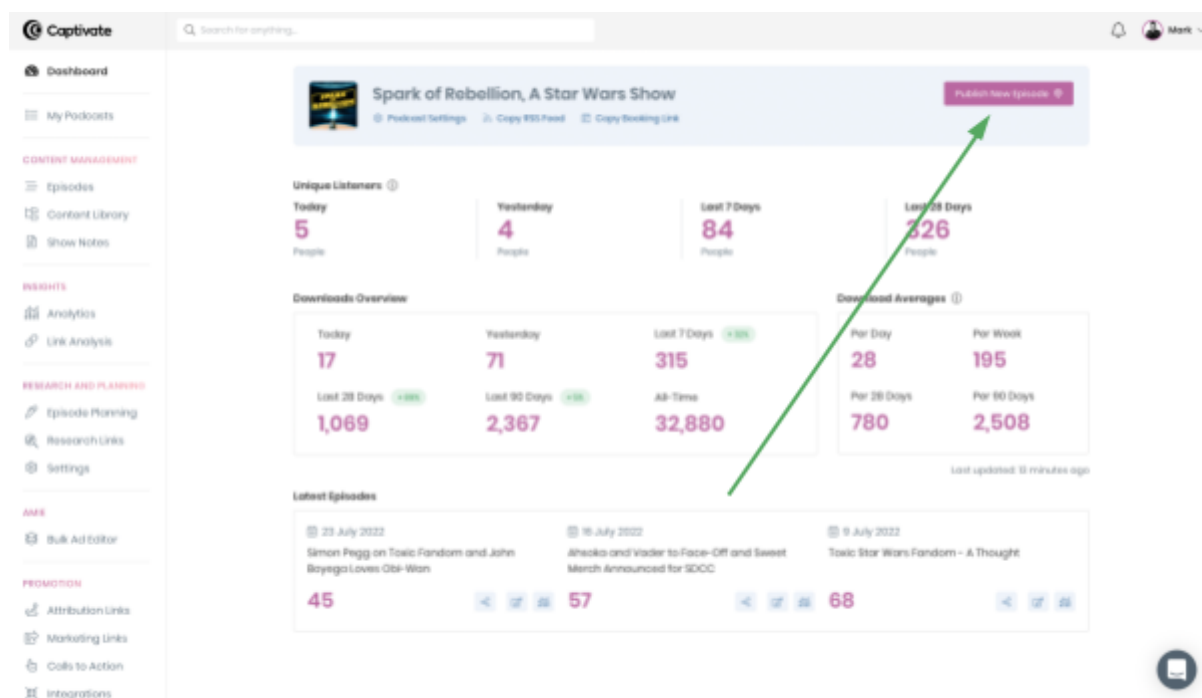 Captivate
Search for anything...
Mark
Dashboard
My Podcasts
CONTENT MANAGEMENT
Episodes
Content Library
Show Notes
INSIGHTS
Analytics
Link Analysis
RESEARCH AND PLANNING
Episode Planning
Research Links
Settings
AMIE
Bulk Ad Editor
PROMOTION
Attribution Links
Marketing Links
Calls to Action
Integrations
Spark of Rebellion, A Star Wars Show
Podcast Settings Copy RSS Feed Copy Booking Link
Publish New Episode
Unique Listeners
Today Yesterday Last 7 Days Last 28 Days
5 4 84 326
People People People People
Downloads Overview
Today Yesterday Last 7 Days
17 71 315
Last 28 Days Last 90 Days All-Time
1,069 2,367 32,880
Download Averages
Per Day Per Week
28 195
Per 28 Days Per 90 Days
780 2,508
Last updated: 13 minutes ago
Latest Episodes
23 July 2022
Simon Pegg on Toxic Fandom and John
Boyega Loves Obi-Wan
45
16 July 2022
Ahsoka and Vader to Face-Off and Sweet
Merch Announced for SDCC
57
9 July 2022
Toxic Star Wars Fandom - A Thought
68